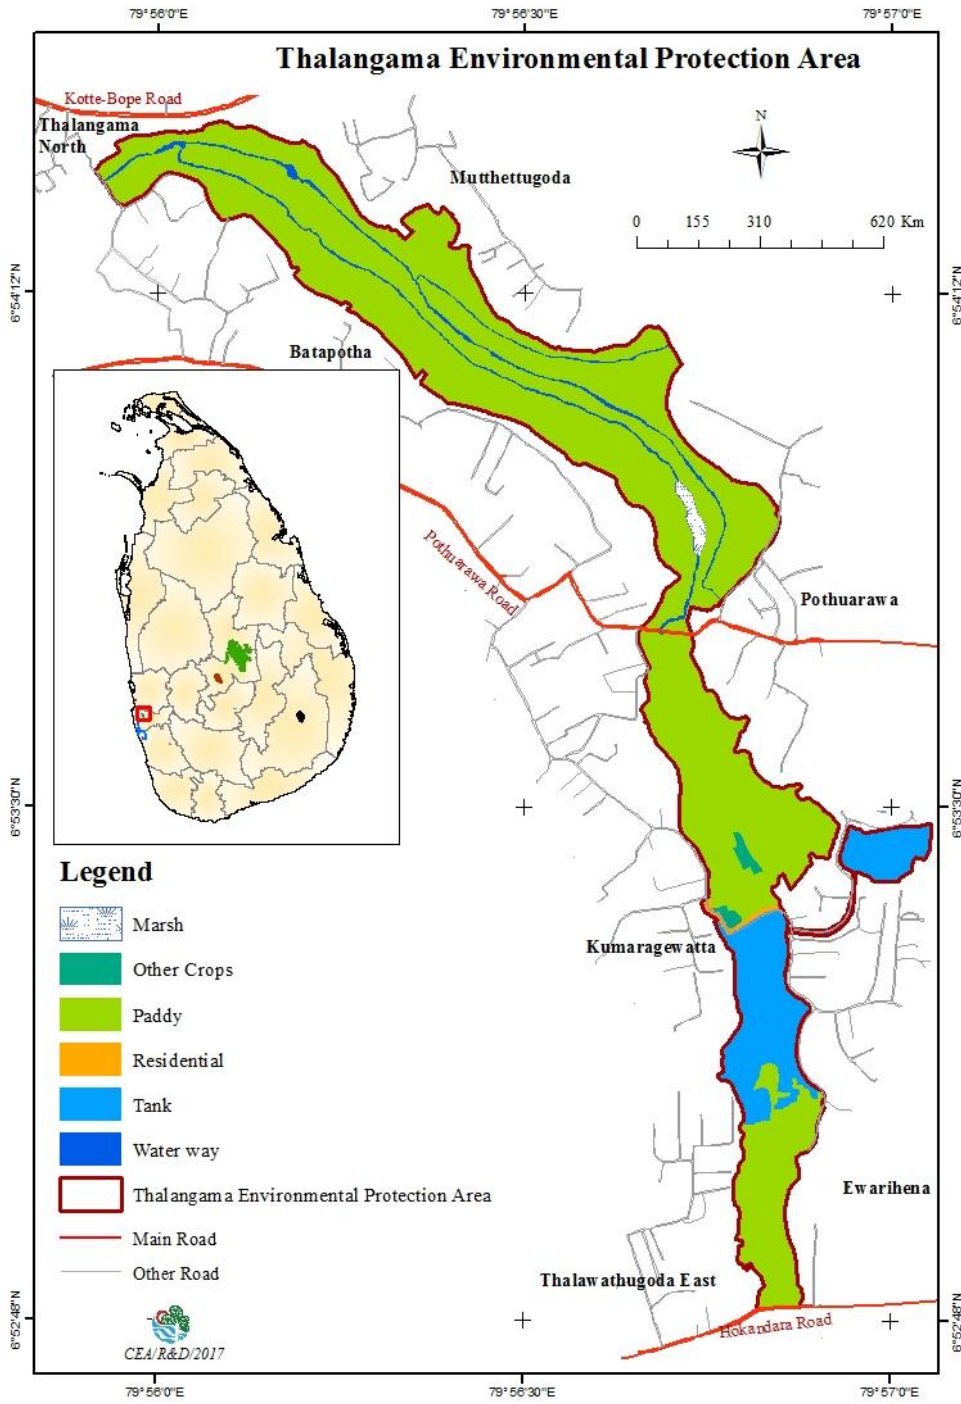 79°56'0"E 79°56'30"E 79°57'0"E
Thalangama Environmental Protection Area
Kotte-Bope Road
Thalangama
North
N
Mutthettugoda
0 155 310 620 Km
6°54'12"N 6°54'12"N
Batapotha
Pothuarawa Road
Pothuarawa
6°53'30"N 6°53'30"N
Legend
Marsh
Other Crops
Kumaragewatta
Paddy
Residential
Tank
Water way
Ewarihena
Thalangama Environmental Protection Area
Main Road
Other Road
Thalawathugoda East
Hokandara Road
6°52'48"N 6°52'48"N
CEA/R&D/2017
79°56'0"E 79°56'30"E 79°57'0"E